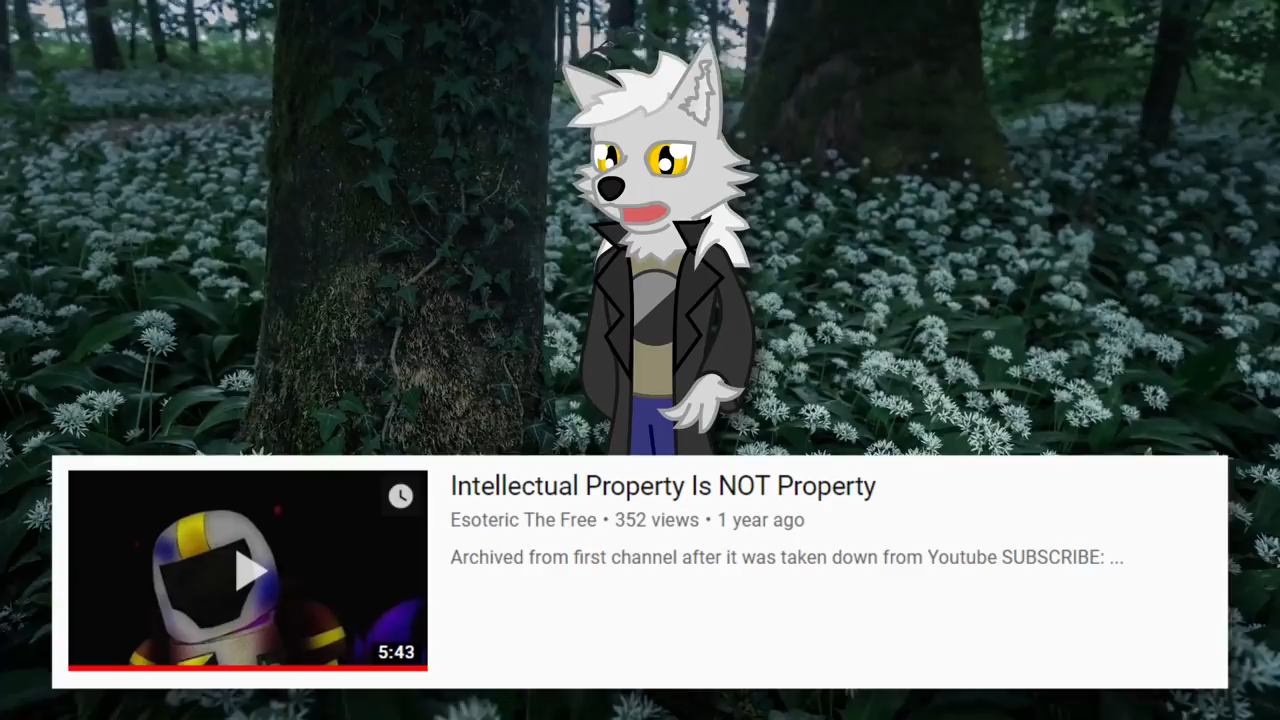 Intellectual Property Is NOT Property
Esoteric The Free • 352 views • 1 year ago
Archived from first channel after it was taken down from Youtube SUBSCRIBE: ...
5:43